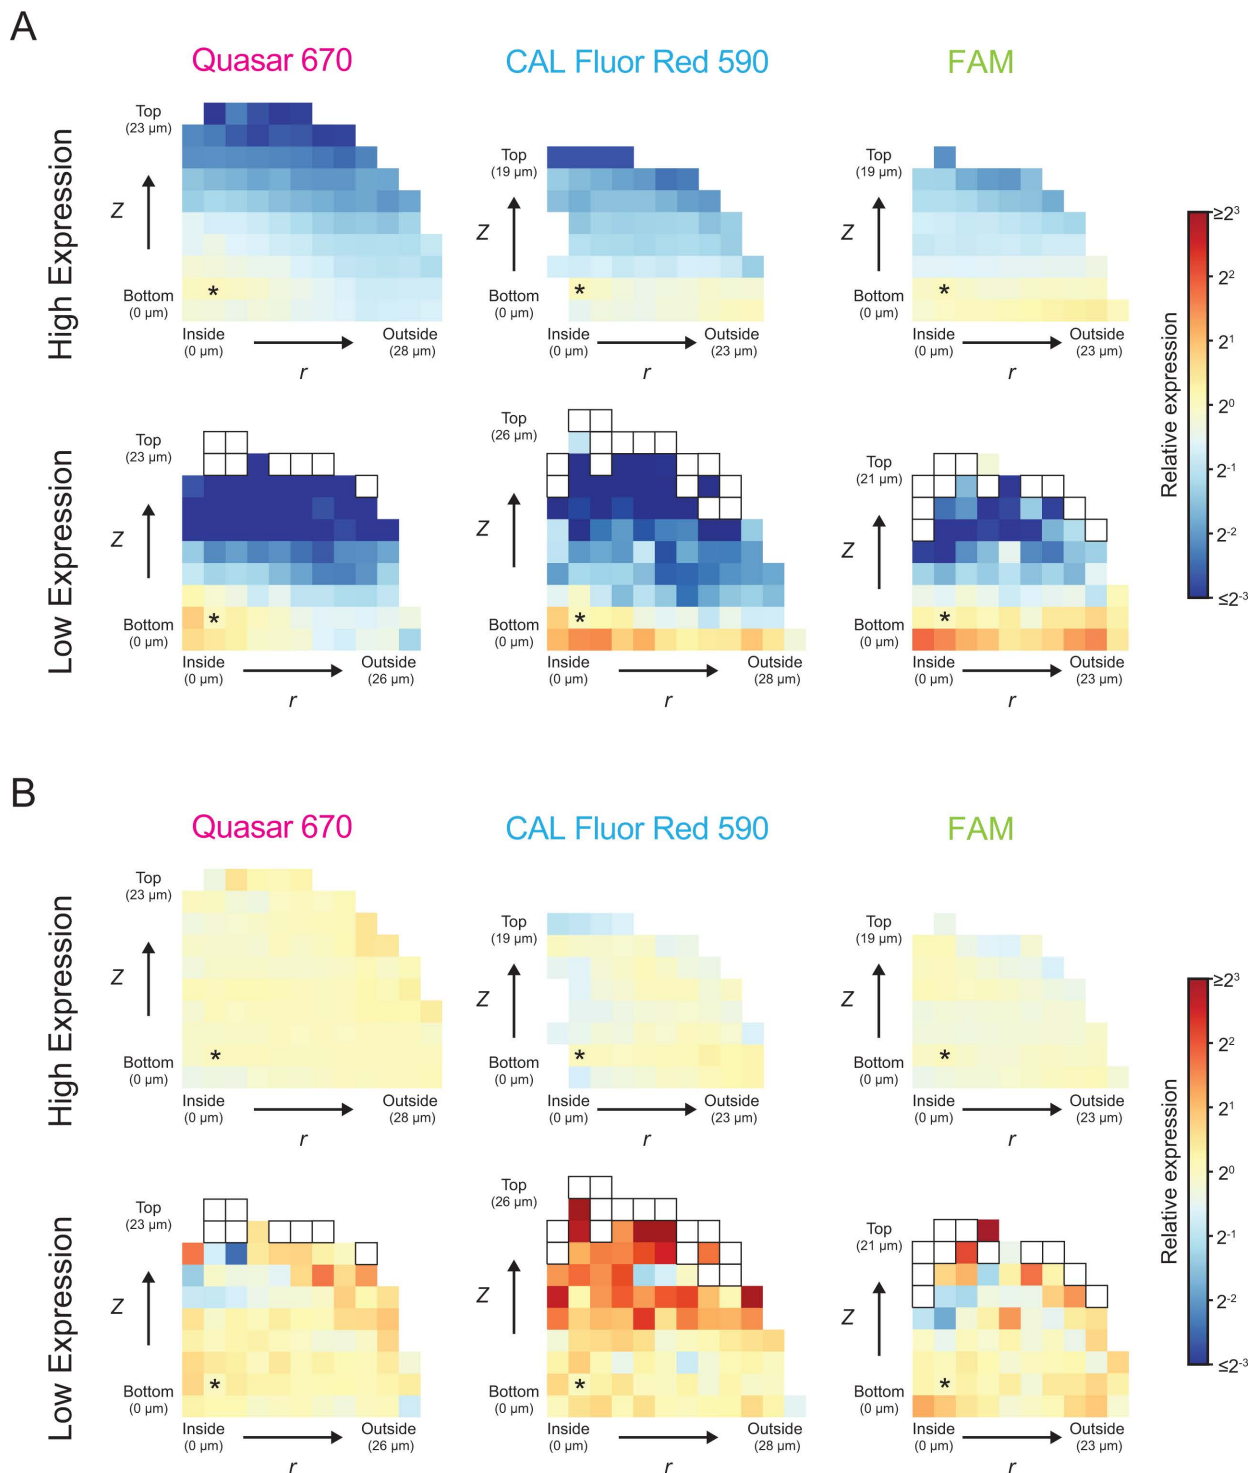 A
Quasar 670
CAL Fluor Red 590
FAM
High Expression
Top
(23 µm)
Z
Bottom
(0 µm)
*
Inside
(0 µm)
Outside
(28 µm)
r
Top
(19 µm)
Z
Bottom
(0 µm)
*
Inside
(0 µm)
Outside
(23 µm)
r
Top
(19 µm)
Z
Bottom
(0 µm)
*
Inside
(0 µm)
Outside
(23 µm)
r
Low Expression
Top
(23 µm)
Z
Bottom
(0 µm)
*
Inside
(0 µm)
Outside
(26 µm)
r
Top
(26 µm)
Z
Bottom
(0 µm)
*
Inside
(0 µm)
Outside
(28 µm)
r
Top
(21 µm)
Z
Bottom
(0 µm)
*
Inside
(0 µm)
Outside
(23 µm)
r
Relative expression
≥2³
2²
2¹
2⁰
2⁻¹
2⁻²
≤2⁻³
B
Quasar 670
CAL Fluor Red 590
FAM
High Expression
Top
(23 µm)
Z
Bottom
(0 µm)
*
Inside
(0 µm)
Outside
(28 µm)
r
Top
(19 µm)
Z
Bottom
(0 µm)
*
Inside
(0 µm)
Outside
(23 µm)
r
Top
(19 µm)
Z
Bottom
(0 µm)
*
Inside
(0 µm)
Outside
(23 µm)
r
Low Expression
Top
(23 µm)
Z
Bottom
(0 µm)
*
Inside
(0 µm)
Outside
(26 µm)
r
Top
(26 µm)
Z
Bottom
(0 µm)
*
Inside
(0 µm)
Outside
(28 µm)
r
Top
(21 µm)
Z
Bottom
(0 µm)
*
Inside
(0 µm)
Outside
(23 µm)
r
Relative expression
≥2³
2²
2¹
2⁰
2⁻¹
2⁻²
≤2⁻³